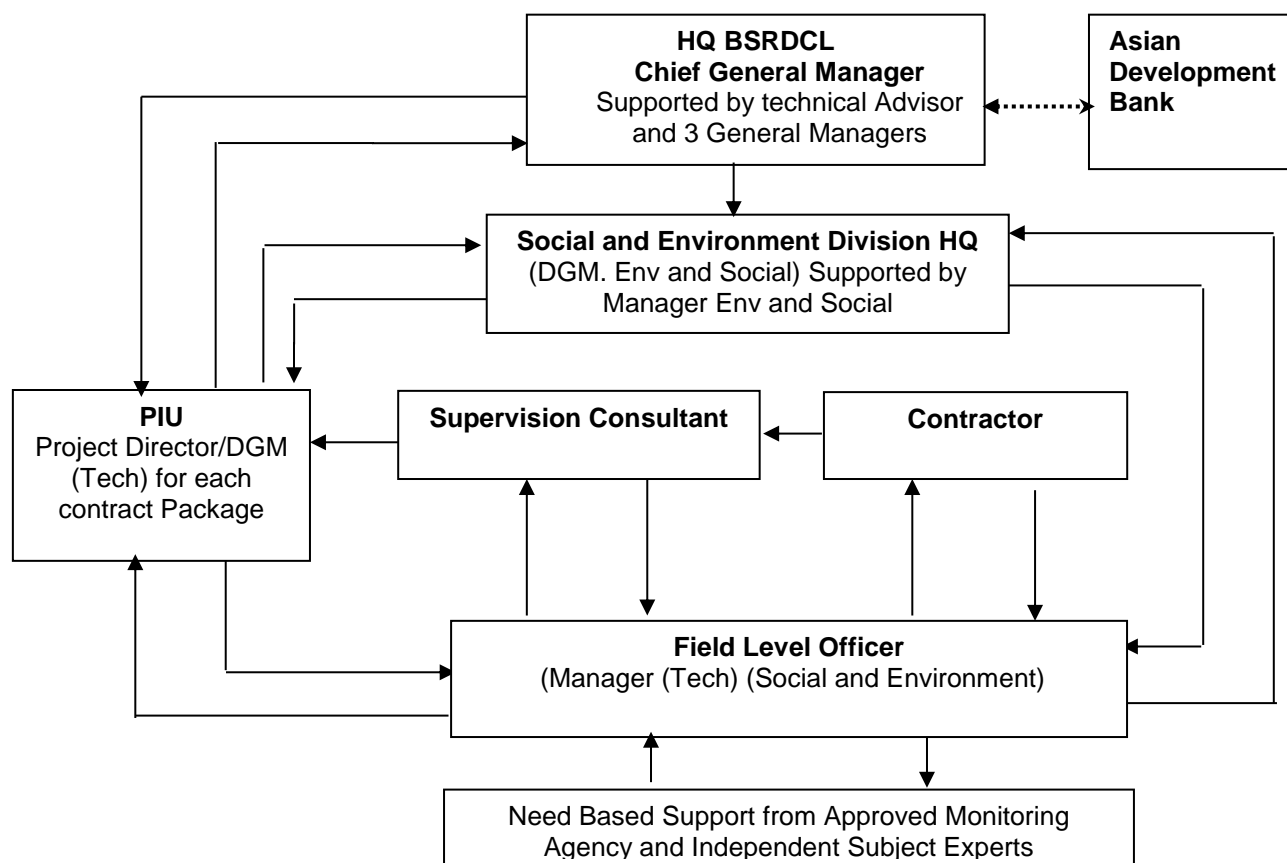 HQ BSRDCL
Chief General Manager
Supported by technical Advisor
and 3 General Managers
Asian
Development
Bank
Social and Environment Division HQ
(DGM. Env and Social) Supported by
Manager Env and Social
PIU
Project Director/DGM
(Tech) for each
contract Package
Supervision Consultant
Contractor
Field Level Officer
(Manager (Tech) (Social and Environment)
Need Based Support from Approved Monitoring
Agency and Independent Subject Experts